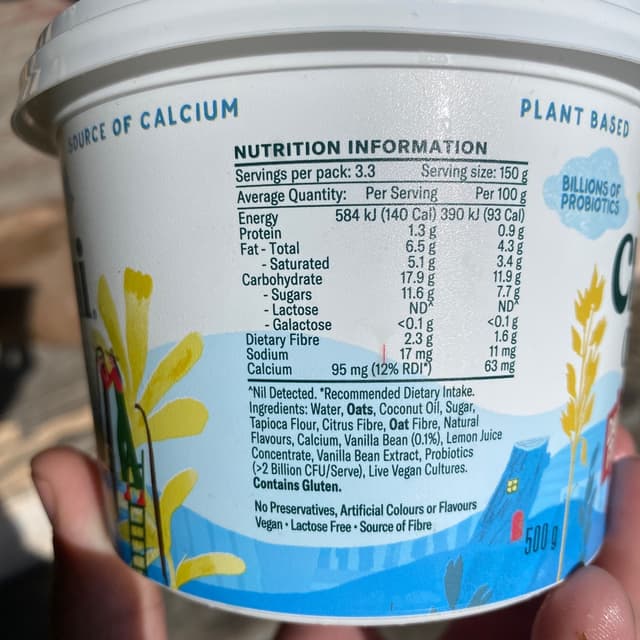 SOURCE OF CALCIUM
PLANT BASED
BILLIONS OF
PROBIOTICS
NUTRITION INFORMATION
Servings per pack: 3.3 Serving size: 150 g
Average Quantity: Per Serving Per 100 g
Energy 584 kJ (140 Cal) 390 kJ (93 Cal)
Protein 1.3 g 0.9 g
Fat - Total 6.5 g 4.3 g
- Saturated 5.1 g 3.4 g
Carbohydrate 17.9 g 11.9 g
- Sugars 11.6 g 7.7 g
- Lactose ND^ ND^
- Galactose <0.1 g <0.1 g
Dietary Fibre 2.3 g 1.6 g
Sodium 17 mg 11 mg
Calcium 95 mg (12% RDI*) 63 mg
^Nil Detected. *Recommended Dietary Intake.
Ingredients: Water, Oats, Coconut Oil, Sugar,
Tapioca Flour, Citrus Fibre, Oat Fibre, Natural
Flavours, Calcium, Vanilla Bean (0.1%), Lemon Juice
Concentrate, Vanilla Bean Extract, Probiotics
(>2 Billion CFU/Serve), Live Vegan Cultures.
Contains Gluten.
No Preservatives, Artificial Colours or Flavours
Vegan • Lactose Free • Source of Fibre
500 g